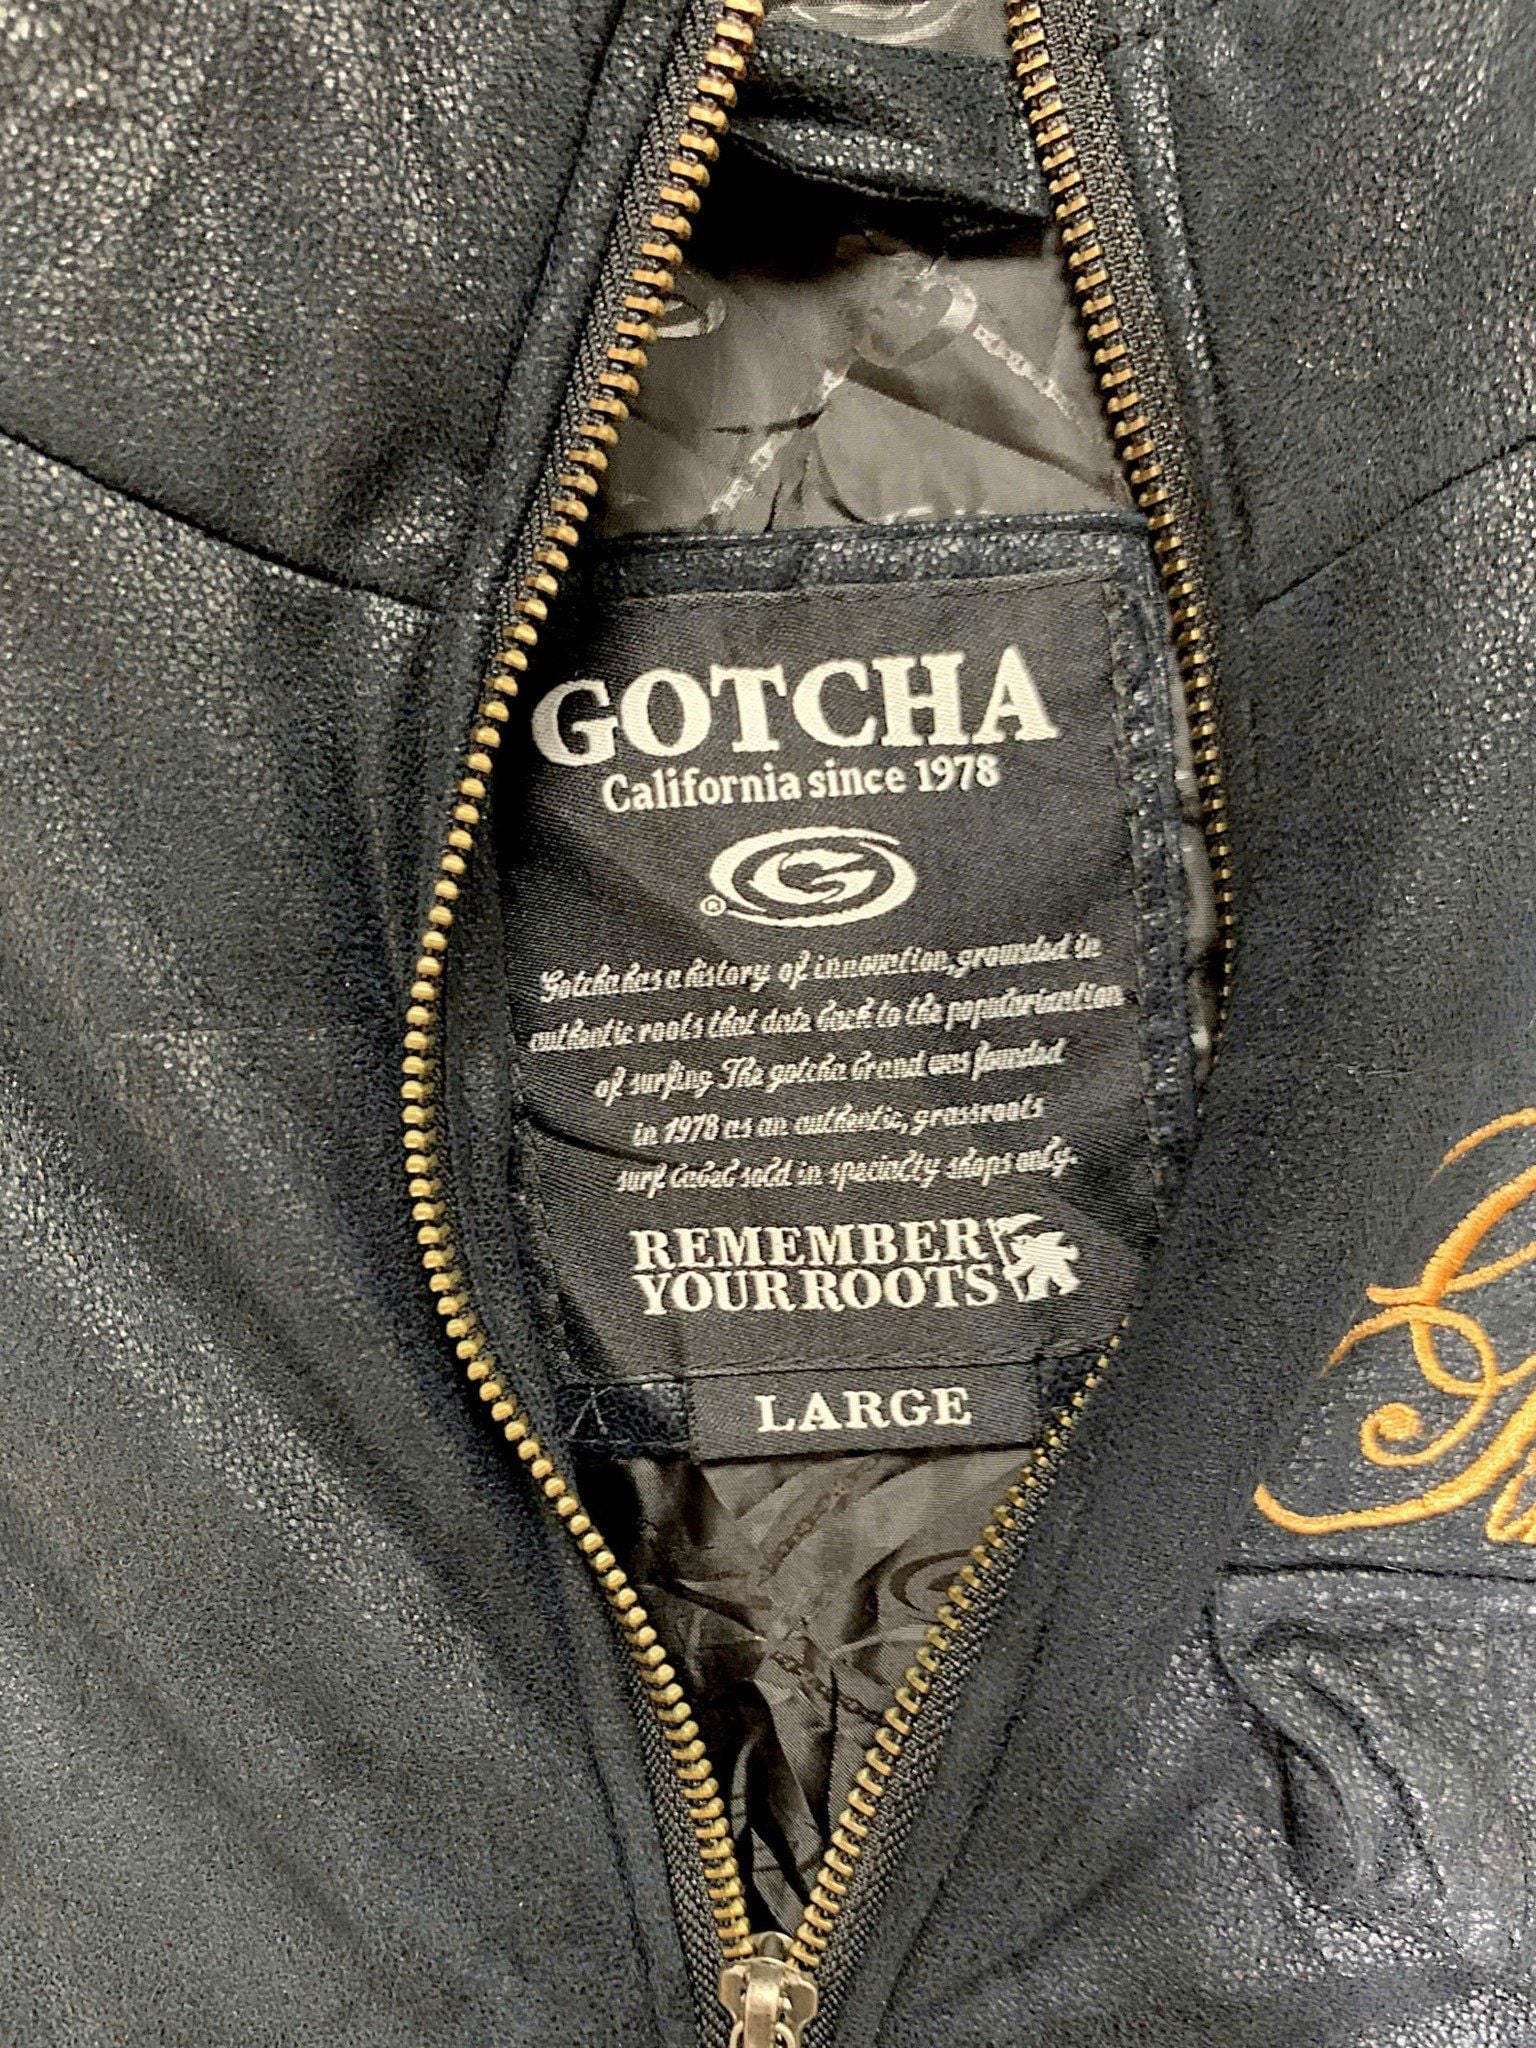 GOTCHA
California since 1978
G
®
Gotcha has a history of innovation, grounded in
authentic roots that date back to the popularization
of surfing. The gotcha brand was founded
in 1978 as an authentic, grassroots
surf label sold in specialty shops only.
REMEMBER
YOUR ROOTS
LARGE